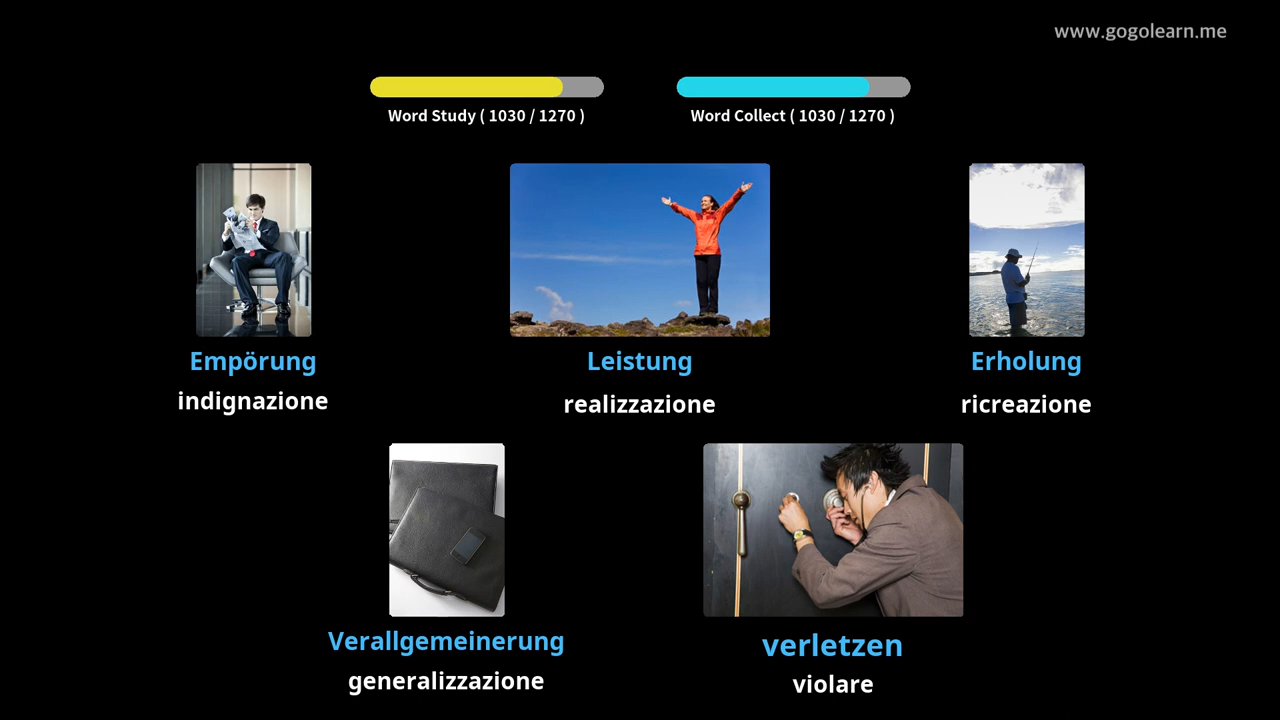 www.gogolearn.me
Word Study ( 1030 / 1270 )
Word Collect ( 1030 / 1270 )
Empörung
indignazione
Leistung
realizzazione
Erholung
ricreazione
Verallgemeinerung
generalizzazione
verletzen
violare